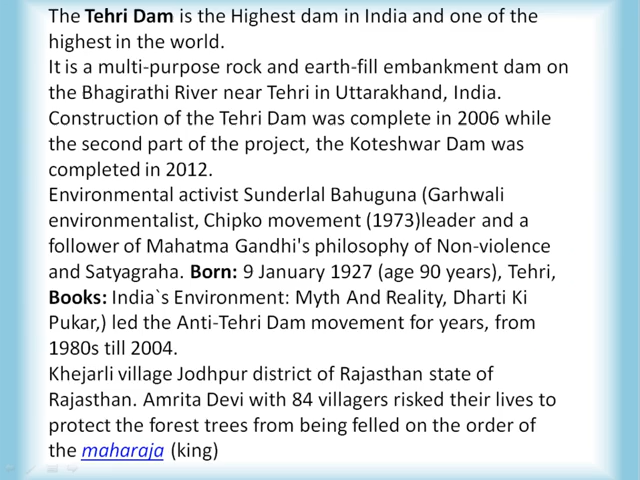 The Tehri Dam is the Highest dam in India and one of the
highest in the world.
It is a multi-purpose rock and earth-fill embankment dam on
the Bhagirathi River near Tehri in Uttarakhand, India.
Construction of the Tehri Dam was complete in 2006 while
the second part of the project, the Koteshwar Dam was
completed in 2012.
Environmental activist Sunderlal Bahuguna (Garhwali
environmentalist, Chipko movement (1973)leader and a
follower of Mahatma Gandhi's philosophy of Non-violence
and Satyagraha. Born: 9 January 1927 (age 90 years), Tehri,
Books: India`s Environment: Myth And Reality, Dharti Ki
Pukar,) led the Anti-Tehri Dam movement for years, from
1980s till 2004.
Khejarli village Jodhpur district of Rajasthan state of
Rajasthan. Amrita Devi with 84 villagers risked their lives to
protect the forest trees from being felled on the order of
the maharaja (king)